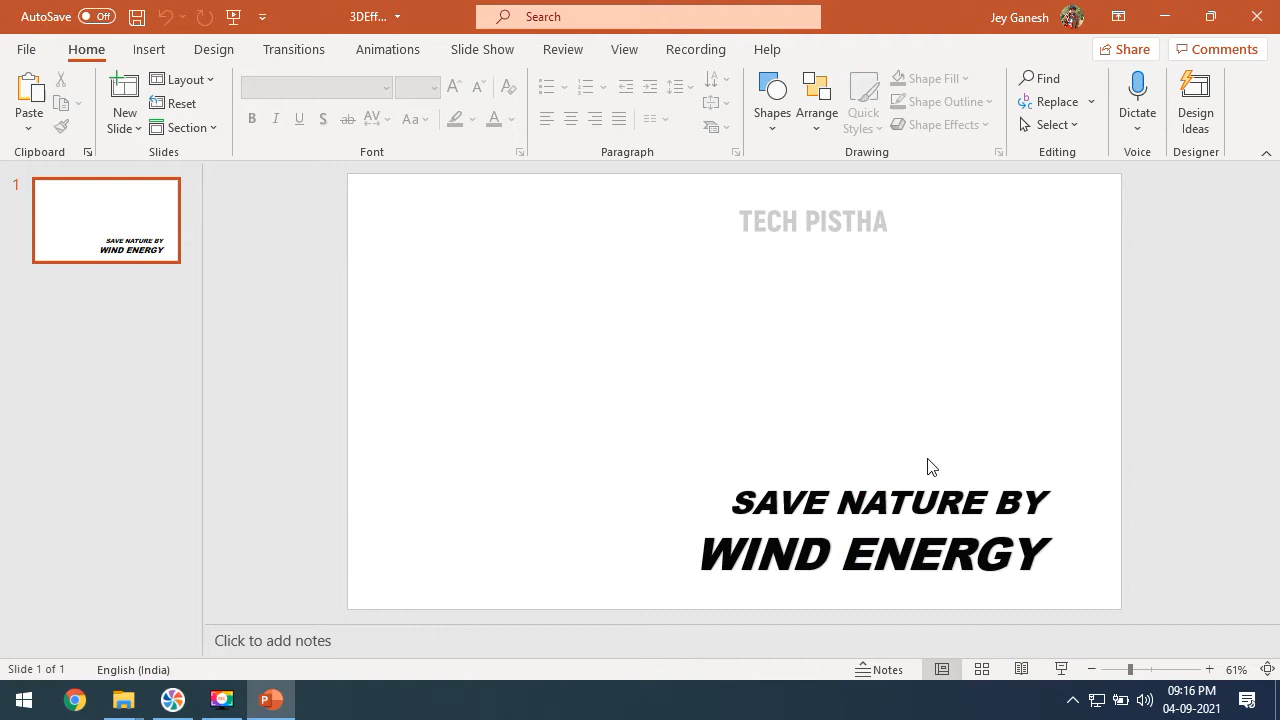 AutoSave Off 3DEff... Search Jey Ganesh
File Home Insert Design Transitions Animations Slide Show Review View Recording Help Share Comments
Paste
Clipboard
New Slide
Layout
Reset
Section
Slides
B I U S ab AV Aa A
Font
Paragraph
Shapes
Arrange
Quick Styles
Shape Fill
Shape Outline
Shape Effects
Drawing
Find
Replace
Select
Editing
Dictate
Voice
Design Ideas
Designer
1
SAVE NATURE BY
WIND ENERGY
TECH PISTHA
SAVE NATURE BY
WIND ENERGY
Click to add notes
Slide 1 of 1 English (India) Notes 61%
09:16 PM
04-09-2021